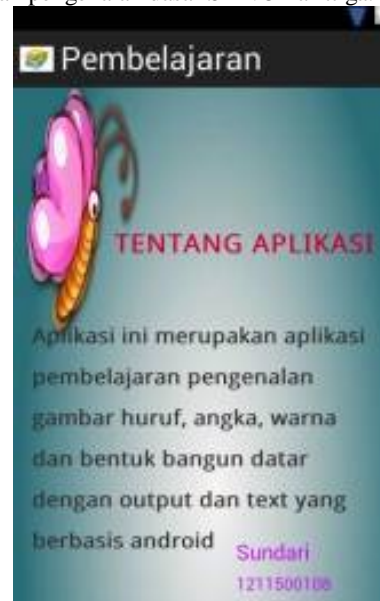 Pembelajaran
TENTANG APLIKASI
Aplikasi ini merupakan aplikasi
pembelajaran pengenalan
gambar huruf, angka, warna
dan bentuk bangun datar
dengan output dan text yang
berbasis android
Sundari
1211500108